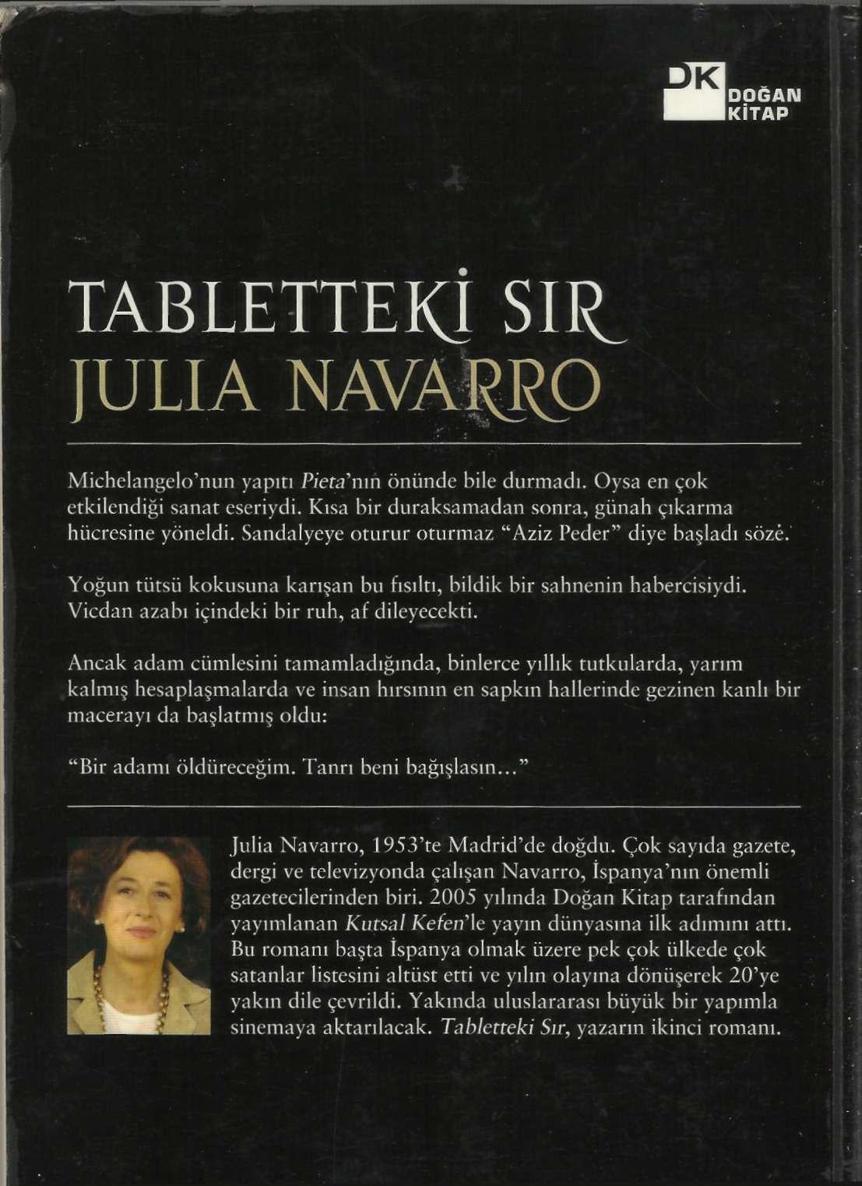 DK
DOĞAN
KİTAP
TABLETTEKİ SIR
JULIA NAVARRO
Michelangelo'nun yapıtı Pieta'nın önünde bile durmadı. Oysa en çok
etkilendiği sanat eseriydi. Kısa bir duraksamadan sonra, günah çıkarma
hücresine yöneldi. Sandalyeye oturur oturmaz “Aziz Peder” diye başladı söze.
Yoğun tütsü kokusuna karışan bu fısıltı, bildik bir sahnenin habercisiydi.
Vicdan azabı içindeki bir ruh, af dileyecekti.
Ancak adam cümlesini tamamladığında, binlerce yıllık tutkularda, yarım
kalmış hesaplaşmalarda ve insan hırsının en sapkın hallerinde gezinen kanlı bir
macerayı da başlatmış oldu:
“Bir adamı öldüreceğim. Tanrı beni bağışlasın...”
Julia Navarro, 1953'te Madrid'de doğdu. Çok sayıda gazete,
dergi ve televizyonda çalışan Navarro, İspanya'nın önemli
gazetecilerinden biri. 2005 yılında Doğan Kitap tarafından
yayımlanan Kutsal Kefen'le yayın dünyasına ilk adımını attı.
Bu romanı başta İspanya olmak üzere pek çok ülkede çok
satanlar listesini altüst etti ve yılın olayına dönüşerek 20'ye
yakın dile çevrildi. Yakında uluslararası büyük bir yapımla
sinemaya aktarılacak. Tabletteki Sır, yazarın ikinci romanı.